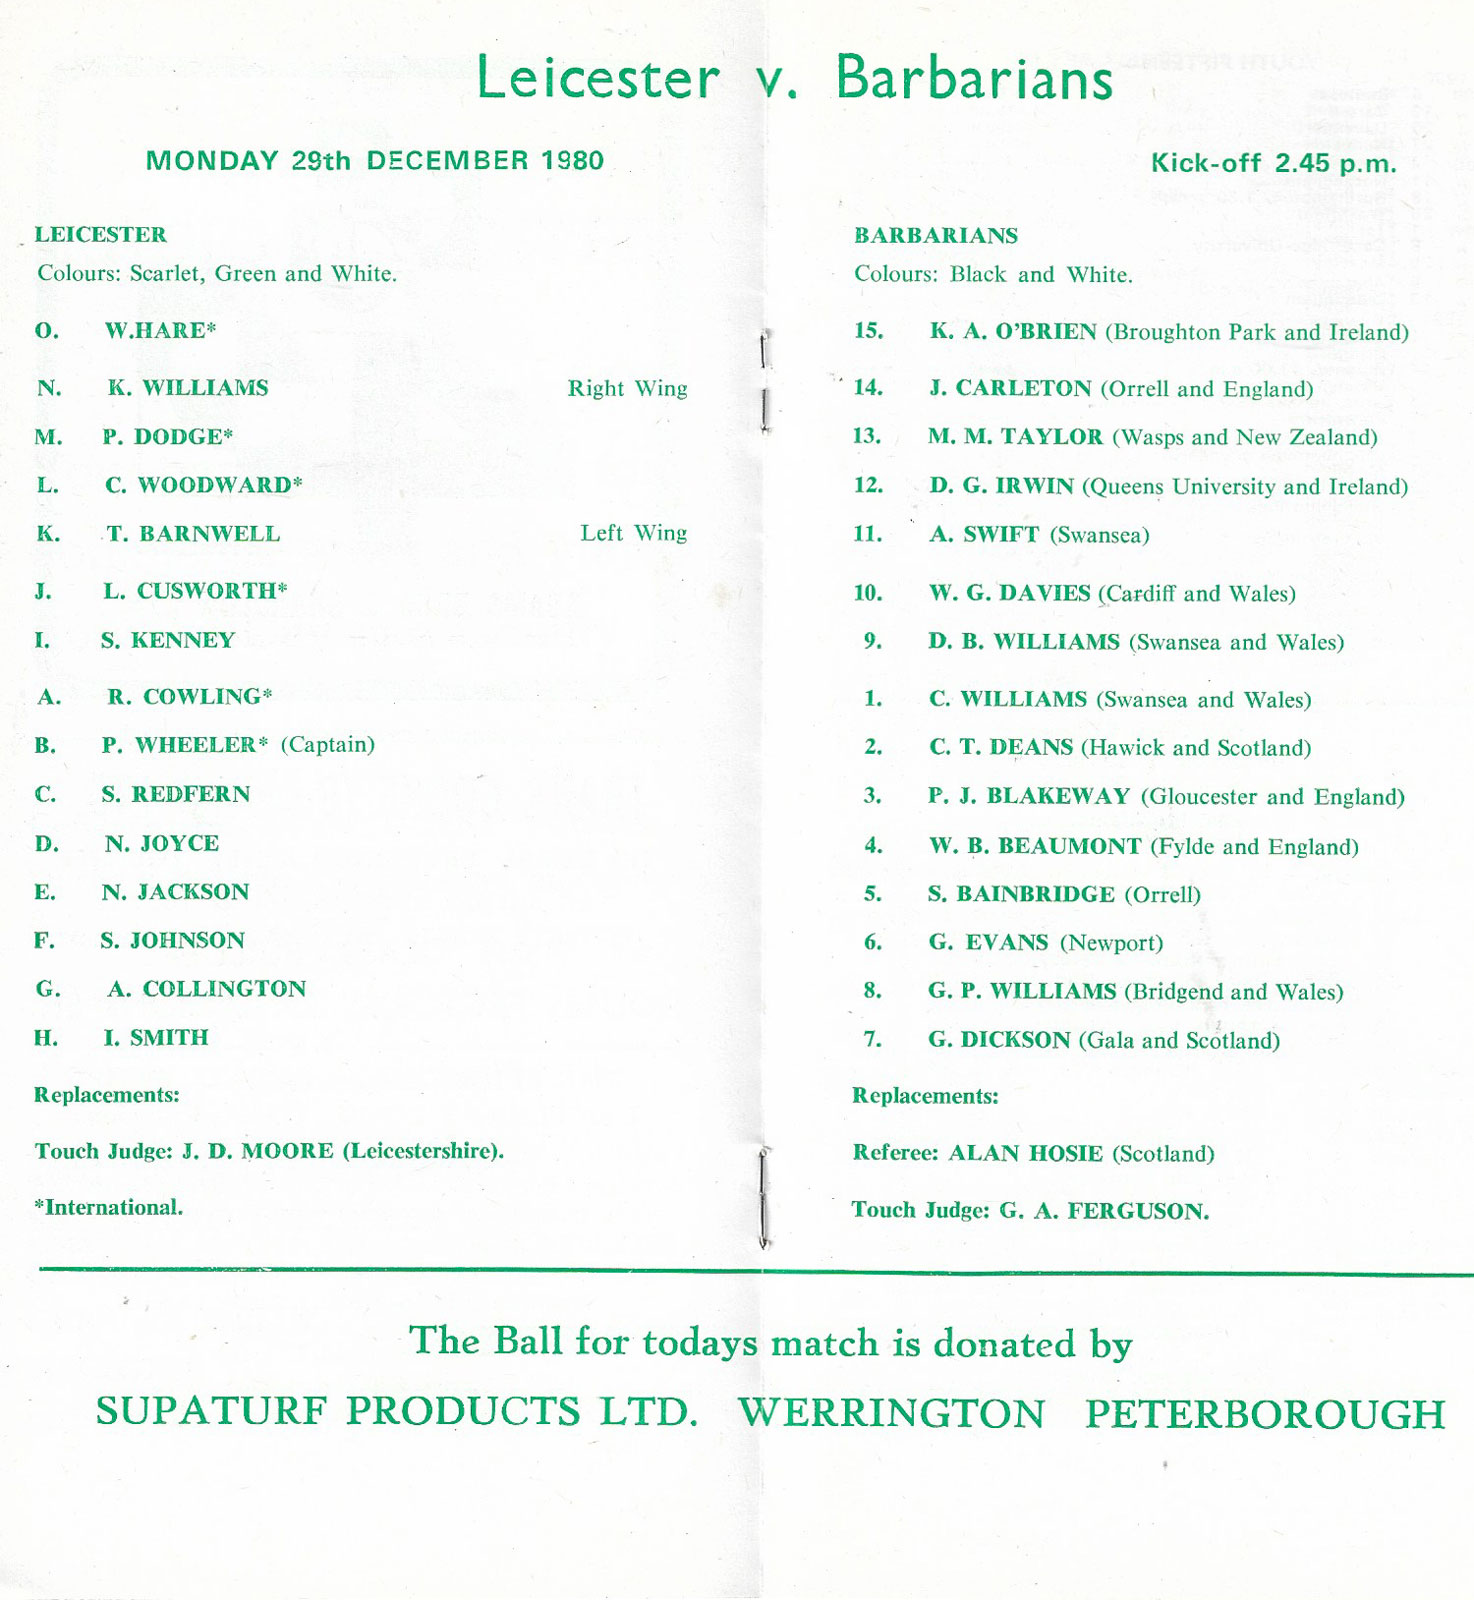 Leicester v. Barbarians
MONDAY 29th DECEMBER 1980
Kick-off 2.45 p.m.
LEICESTER
Colours: Scarlet, Green and White.
O. W.HARE*
N. K. WILLIAMS Right Wing
M. P. DODGE*
L. C. WOODWARD*
K. T. BARNWELL Left Wing
J. L. CUSWORTH*
I. S. KENNEY
A. R. COWLING*
B. P. WHEELER* (Captain)
C. S. REDFERN
D. N. JOYCE
E. N. JACKSON
F. S. JOHNSON
G. A. COLLINGTON
H. I. SMITH
Replacements:
Touch Judge: J. D. MOORE (Leicestershire).
*International.
BARBARIANS
Colours: Black and White.
15. K. A. O'BRIEN (Broughton Park and Ireland)
14. J. CARLETON (Orrell and England)
13. M. M. TAYLOR (Wasps and New Zealand)
12. D. G. IRWIN (Queens University and Ireland)
11. A. SWIFT (Swansea)
10. W. G. DAVIES (Cardiff and Wales)
9. D. B. WILLIAMS (Swansea and Wales)
1. C. WILLIAMS (Swansea and Wales)
2. C. T. DEANS (Hawick and Scotland)
3. P. J. BLAKEWAY (Gloucester and England)
4. W. B. BEAUMONT (Fylde and England)
5. S. BAINBRIDGE (Orrell)
6. G. EVANS (Newport)
8. G. P. WILLIAMS (Bridgend and Wales)
7. G. DICKSON (Gala and Scotland)
Replacements:
Referee: ALAN HOSIE (Scotland)
Touch Judge: G. A. FERGUSON.
The Ball for todays match is donated by
SUPATURF PRODUCTS LTD. WERRINGTON PETERBOROUGH